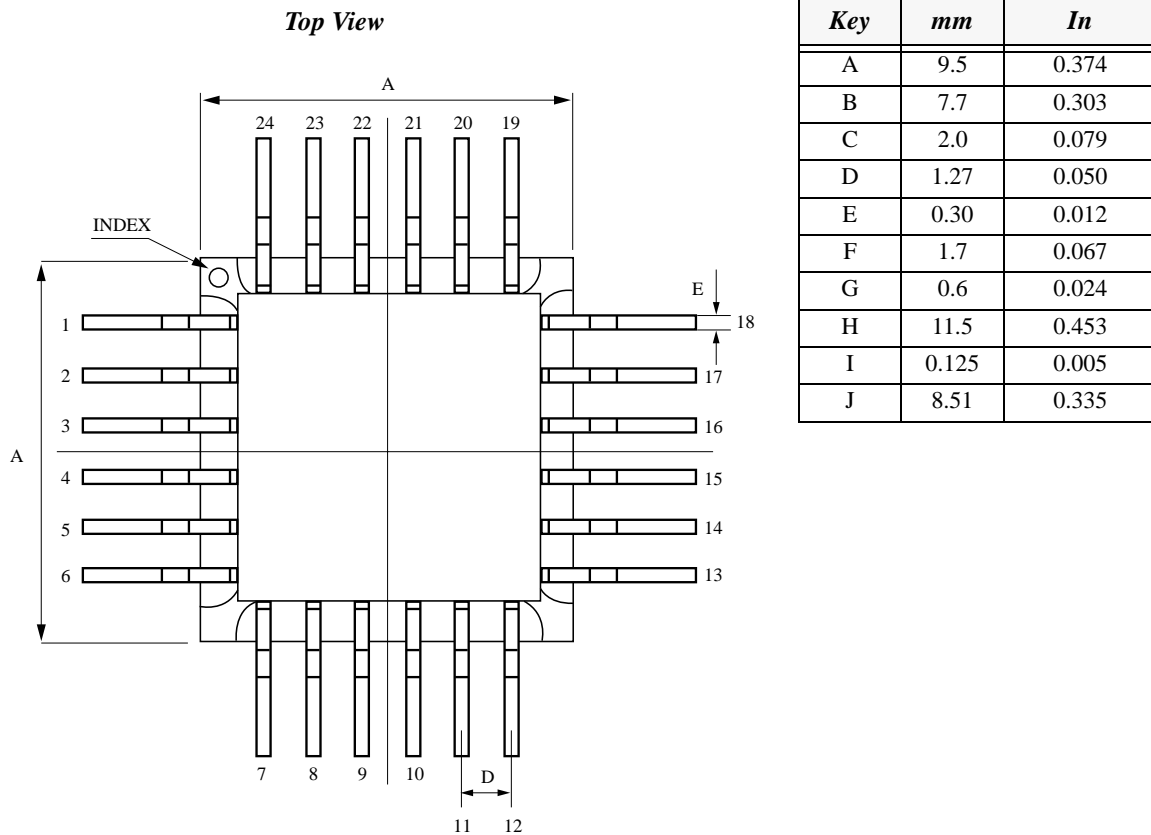 Top View
A
24 23 22 21 20 19
INDEX
E
1
18
2
17
3
16
A
4
15
5
14
6
13
7 8 9 10
D
11 12
Key mm In
A 9.5 0.374
B 7.7 0.303
C 2.0 0.079
D 1.27 0.050
E 0.30 0.012
F 1.7 0.067
G 0.6 0.024
H 11.5 0.453
I 0.125 0.005
J 8.51 0.335